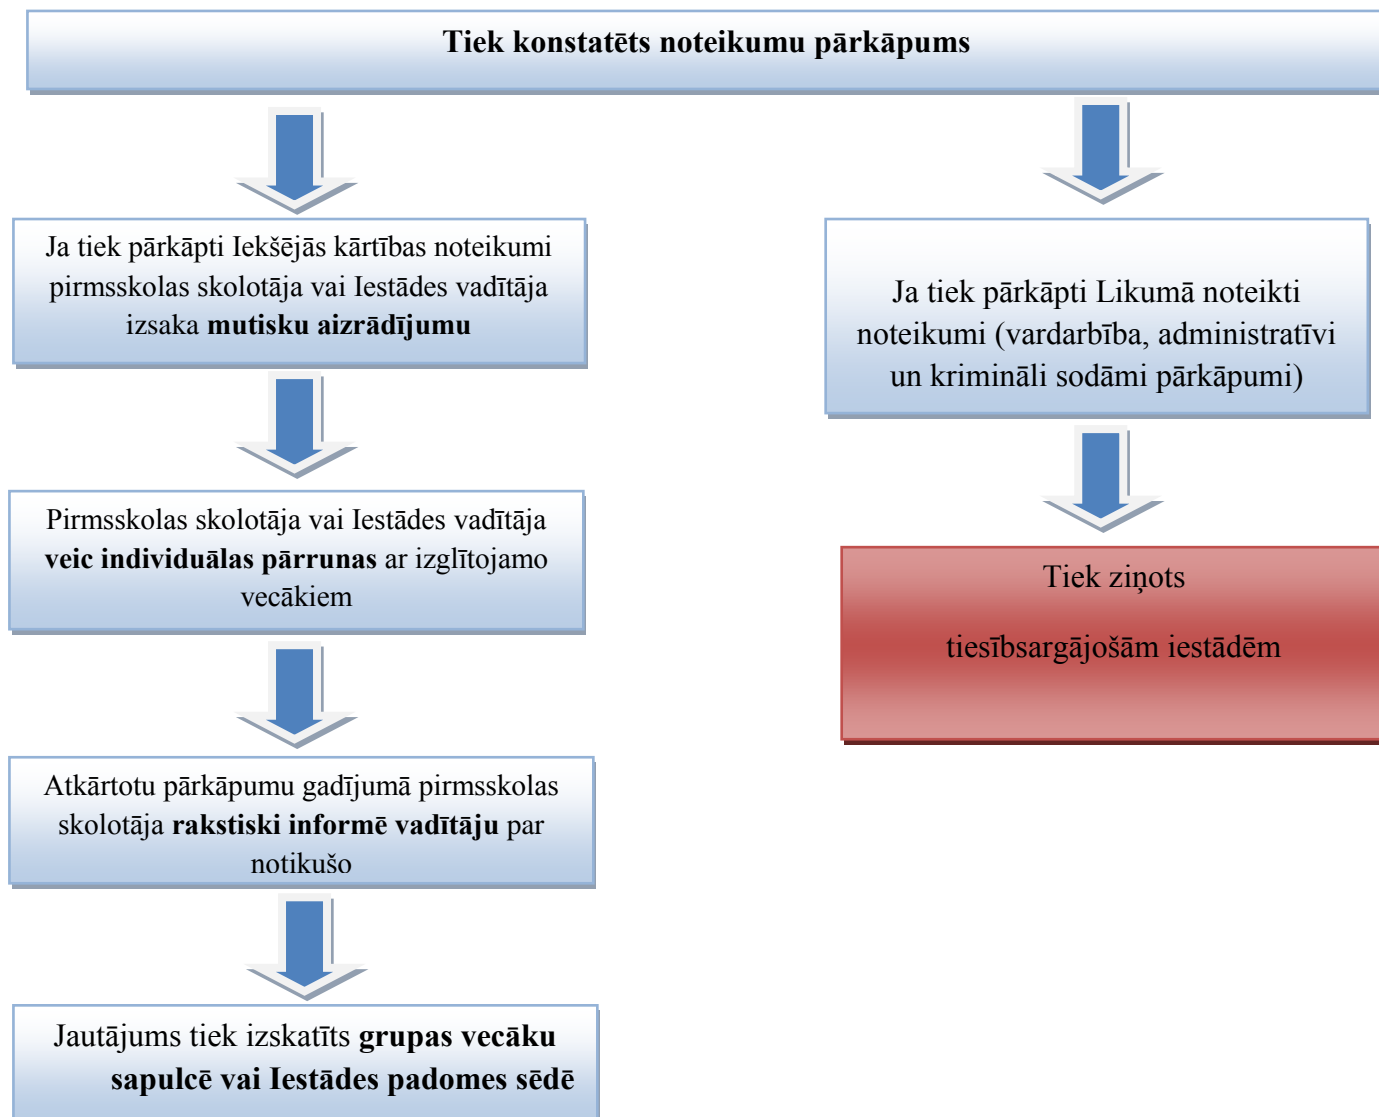 Tiek konstatēts noteikumu pārkāpums
Ja tiek pārkāpti Iekšējās kārtības noteikumi
pirmsskolas skolotāja vai Iestādes vadītāja
izsaka mutisku aizrādījumu
Pirmsskolas skolotāja vai Iestādes vadītāja
veic individuālas pārrunas ar izglītojamo
vecākiem
Atkārtotu pārkāpumu gadījumā pirmsskolas
skolotāja rakstiski informē vadītāju par
notikušo
Jautājums tiek izskatīts grupas vecāku
sapulcē vai Iestādes padomes sēdē
Ja tiek pārkāpti Likumā noteikti
noteikumi (vardarbība, administratīvi
un krimināli sodāmi pārkāpumi)
Tiek ziņots
tiesībsargājošām iestādēm